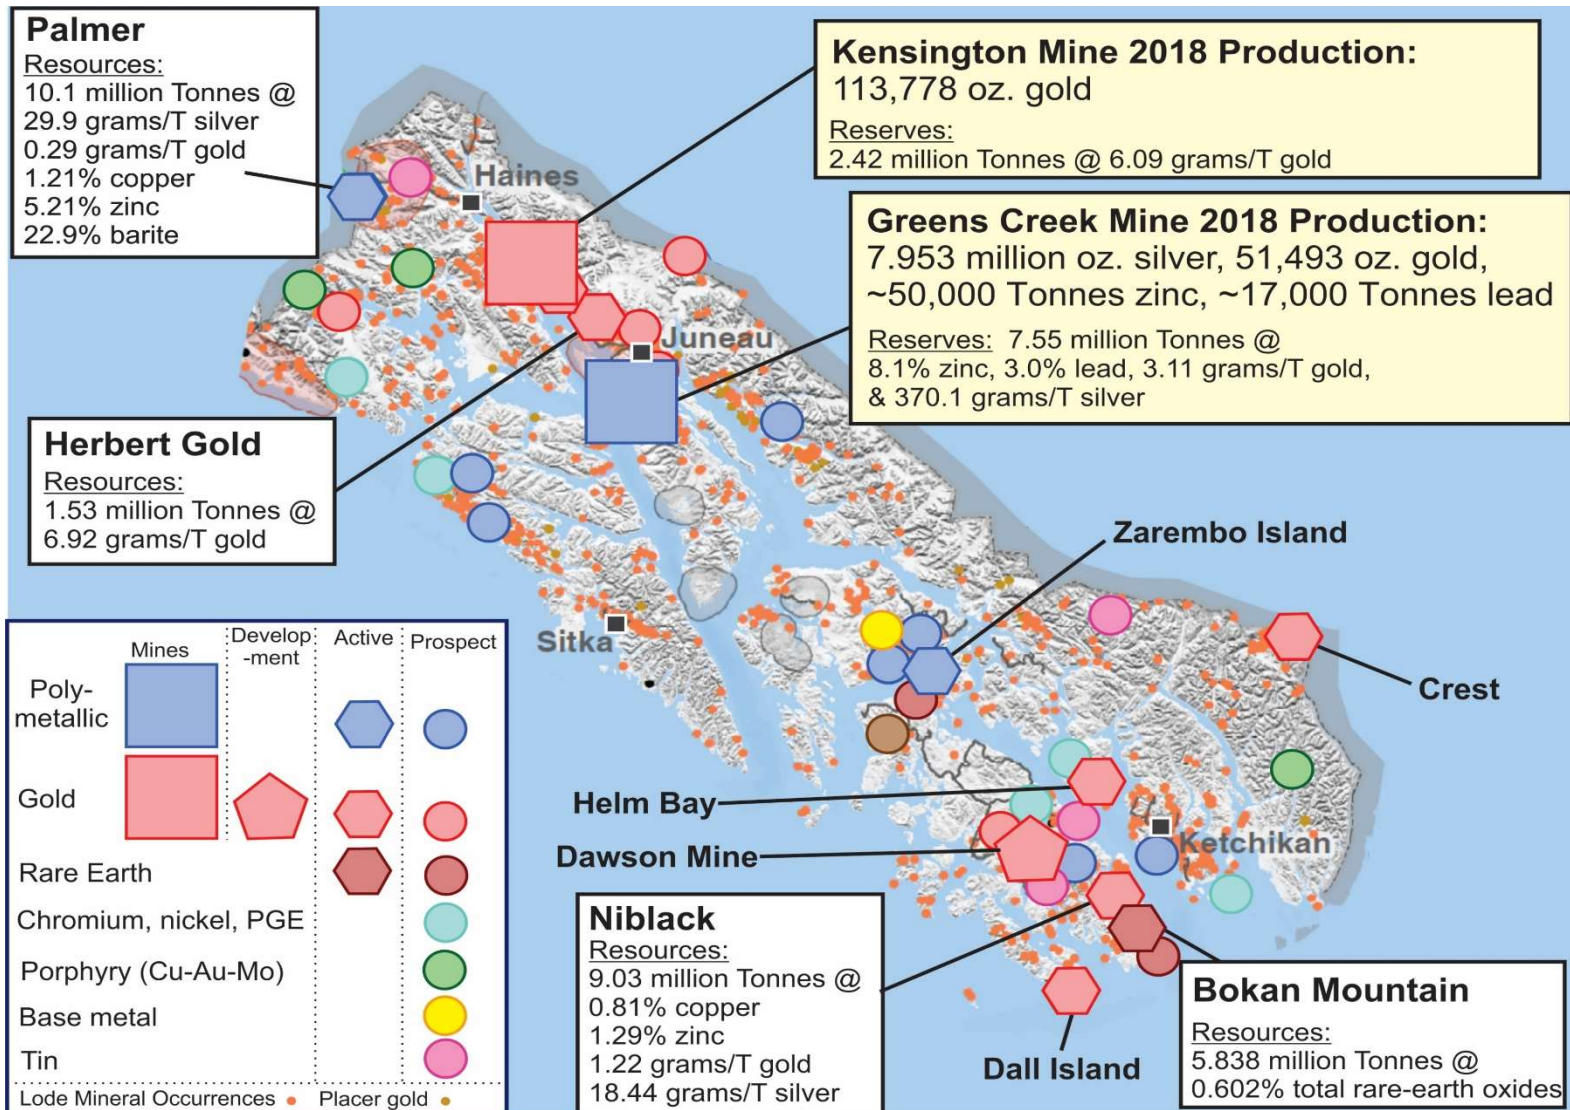 Palmer
Resources:
10.1 million Tonnes @
29.9 grams/T silver
0.29 grams/T gold
1.21% copper
5.21% zinc
22.9% barite
Kensington Mine 2018 Production:
113,778 oz. gold
Reserves:
2.42 million Tonnes @ 6.09 grams/T gold
Greens Creek Mine 2018 Production:
7.953 million oz. silver, 51,493 oz. gold,
~50,000 Tonnes zinc, ~17,000 Tonnes lead
Reserves: 7.55 million Tonnes @
8.1% zinc, 3.0% lead, 3.11 grams/T gold,
& 370.1 grams/T silver
Haines
Juneau
Herbert Gold
Resources:
1.53 million Tonnes @
6.92 grams/T gold
Zarembo Island
Sitka
Crest
Helm Bay
Dawson Mine
Ketchikan
Niblack
Resources:
9.03 million Tonnes @
0.81% copper
1.29% zinc
1.22 grams/T gold
18.44 grams/T silver
Dall Island
Bokan Mountain
Resources:
5.838 million Tonnes @
0.602% total rare-earth oxides
Mines
Develop
-ment
Active
Prospect
Poly-
metallic
Gold
Rare Earth
Chromium, nickel, PGE
Porphyry (Cu-Au-Mo)
Base metal
Tin
Lode Mineral Occurrences
Placer gold